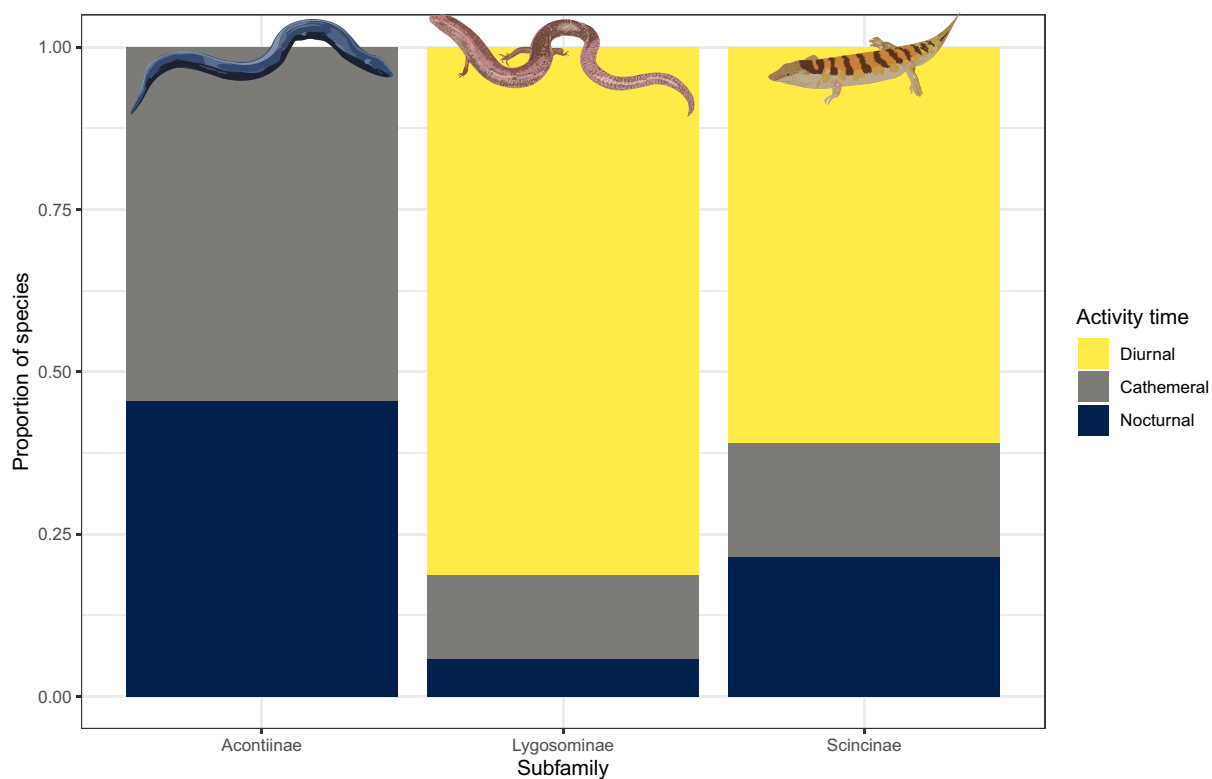 1.00
0.75
0.50
0.25
0.00
Proportion of species
Acontiinae
Lygosominae
Scincinae
Subfamily
Activity time
Diurnal
Cathemeral
Nocturnal